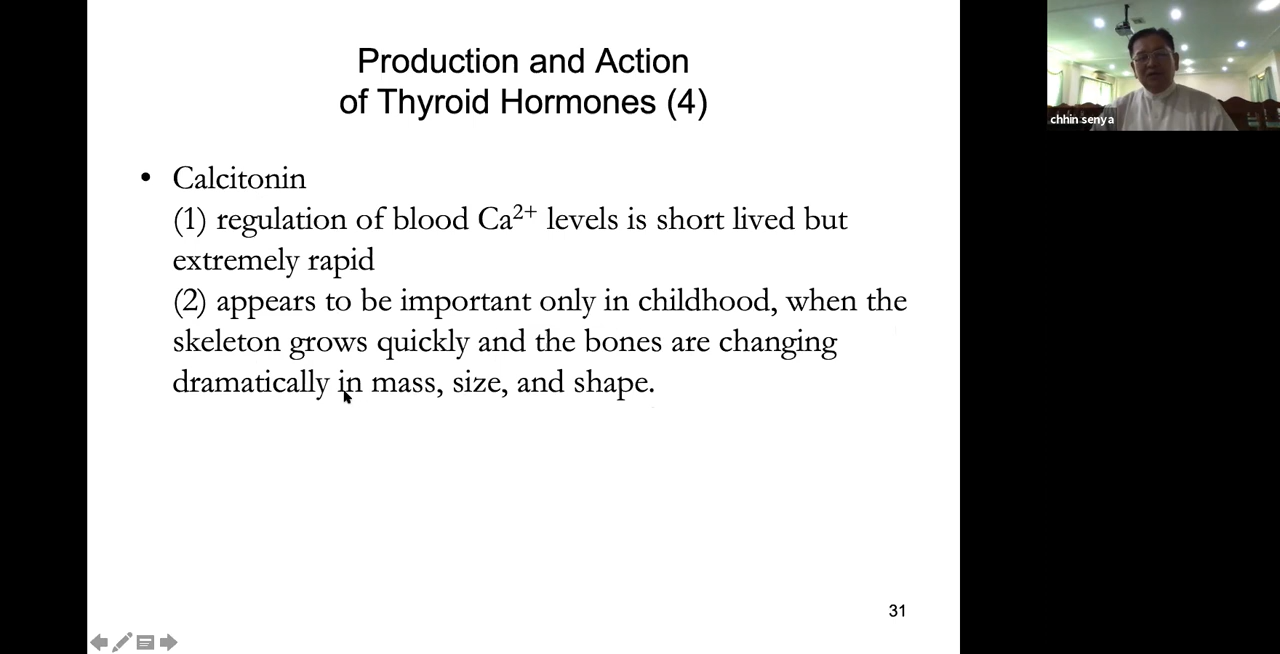 Production and Action
of Thyroid Hormones (4)
• Calcitonin
(1) regulation of blood Ca²⁺ levels is short lived but
extremely rapid
(2) appears to be important only in childhood, when the
skeleton grows quickly and the bones are changing
dramatically in mass, size, and shape.
31
chhin senya